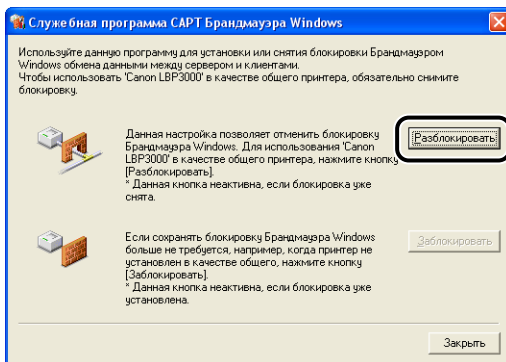 Служебная программа CAPT Брандмауэра Windows
Используйте данную программу для установки или снятия блокировки Брандмауэром
Windows обмена данными между сервером и клиентами.
Чтобы использовать 'Canon LBP3000' в качестве общего принтера, обязательно снимите
блокировку.
Данная настройка позволяет отменить блокировку
Брандмауэра Windows. Для использования 'Canon
LBP3000' в качестве общего принтера, нажмите кнопку
[Разблокировать].
* Данная кнопка неактивна, если блокировка уже
снята.
Разблокировать
Если сохранять блокировку Брандмауэра Windows
больше не требуется, например, когда принтер не
установлен в качестве общего, нажмите кнопку
[Заблокировать].
* Данная кнопка неактивна, если блокировка уже
установлена.
Заблокировать
Закрыть